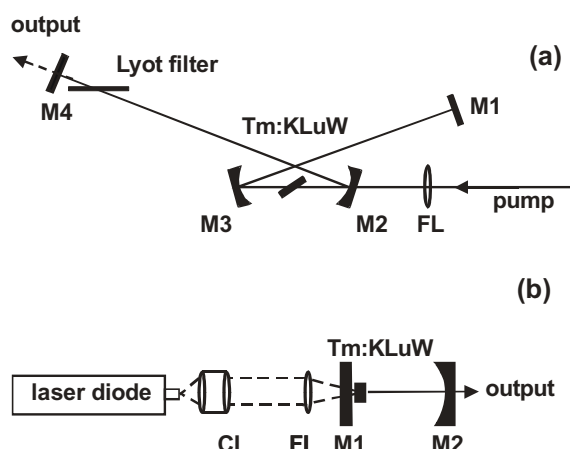 output
(a)
Lyot filter
M4
Tm:KLuW
M1
M3
M2
FL
pump
(b)
Tm:KLuW
laser diode
output
CL FL M1 M2